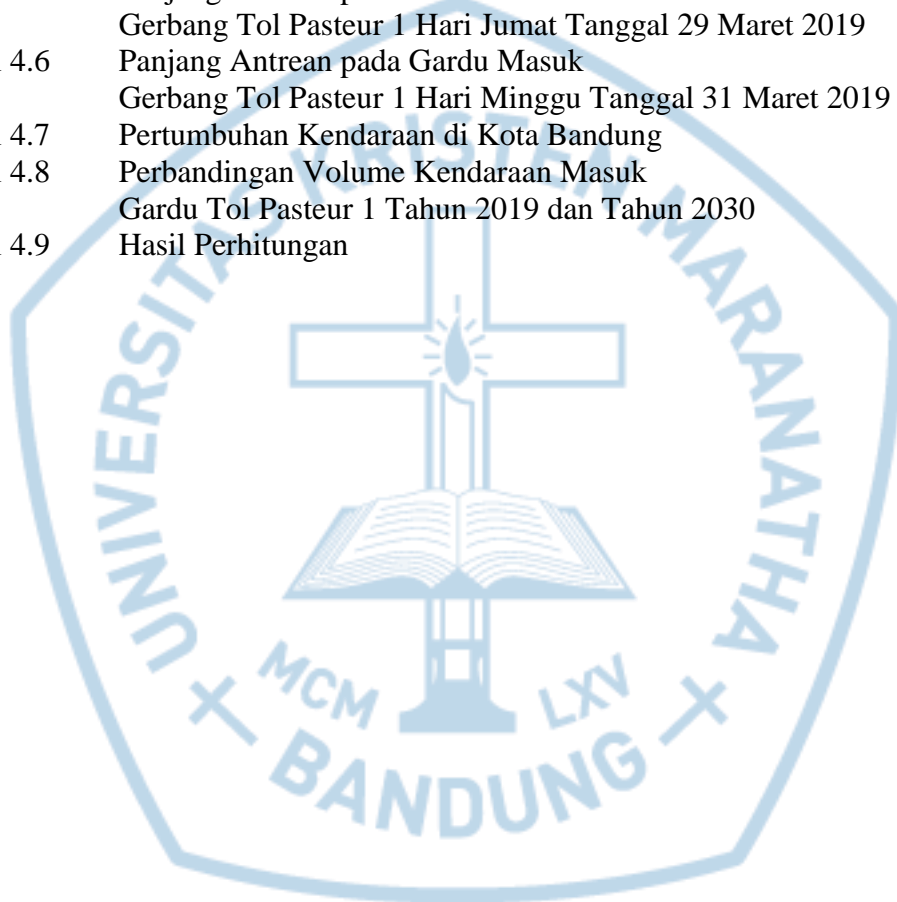 Gerbang Tol Pasteur 1 Hari Jumat Tanggal 29 Maret 2019
4.6 Panjang Antrean pada Gardu Masuk
Gerbang Tol Pasteur 1 Hari Minggu Tanggal 31 Maret 2019
4.7 Pertumbuhan Kendaraan di Kota Bandung
4.8 Perbandingan Volume Kendaraan Masuk
Gardu Tol Pasteur 1 Tahun 2019 dan Tahun 2030
4.9 Hasil Perhitungan
UNIVERSITAS KRISTEN MARANATHA
MCM LXV
BANDUNG